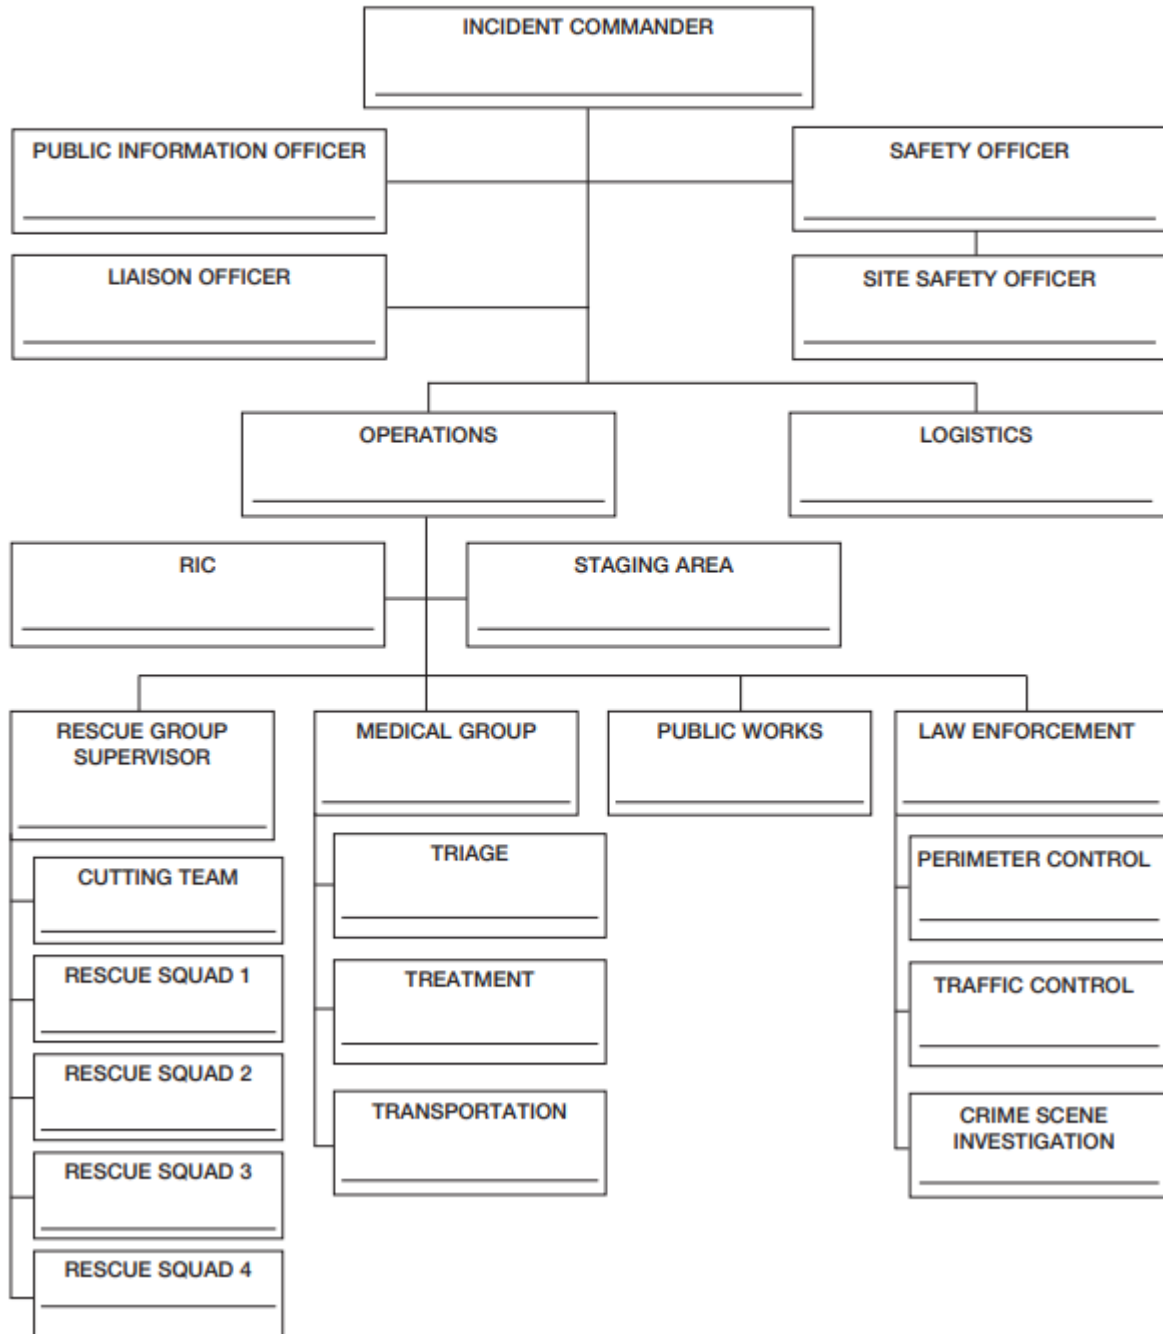 INCIDENT COMMANDER
PUBLIC INFORMATION OFFICER
SAFETY OFFICER
LIAISON OFFICER
SITE SAFETY OFFICER
OPERATIONS
LOGISTICS
RIC
STAGING AREA
RESCUE GROUP
SUPERVISOR
MEDICAL GROUP
PUBLIC WORKS
LAW ENFORCEMENT
CUTTING TEAM
RESCUE SQUAD 1
RESCUE SQUAD 2
RESCUE SQUAD 3
RESCUE SQUAD 4
TRIAGE
TREATMENT
TRANSPORTATION
PERIMETER CONTROL
TRAFFIC CONTROL
CRIME SCENE
INVESTIGATION